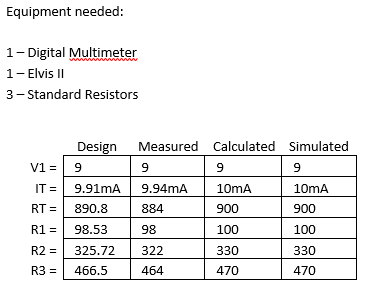 Equipment needed:
1 – Digital Multimeter
1 – Elvis II
3 – Standard Resistors
Design Measured Calculated Simulated
V1 = 9 9 9 9
IT = 9.91mA 9.94mA 10mA 10mA
RT = 890.8 884 900 900
R1 = 98.53 98 100 100
R2 = 325.72 322 330 330
R3 = 466.5 464 470 470